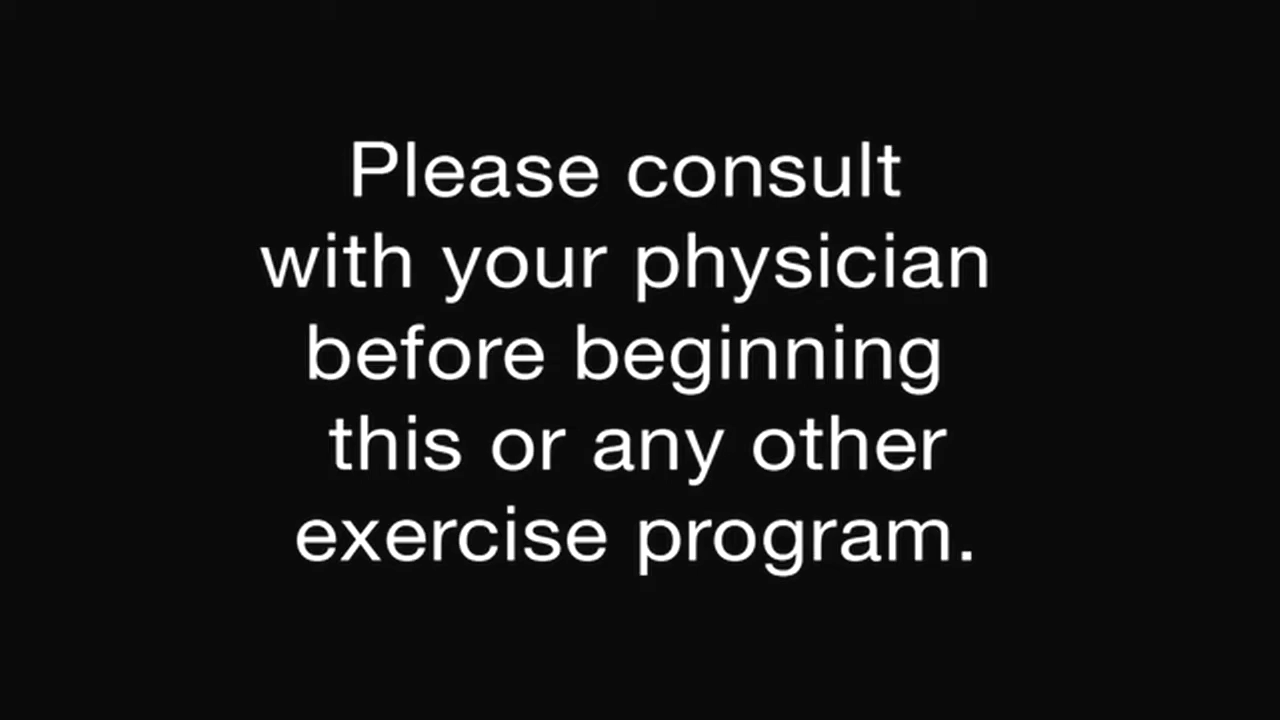 Please consult
with your physician
before beginning
this or any other
exercise program.